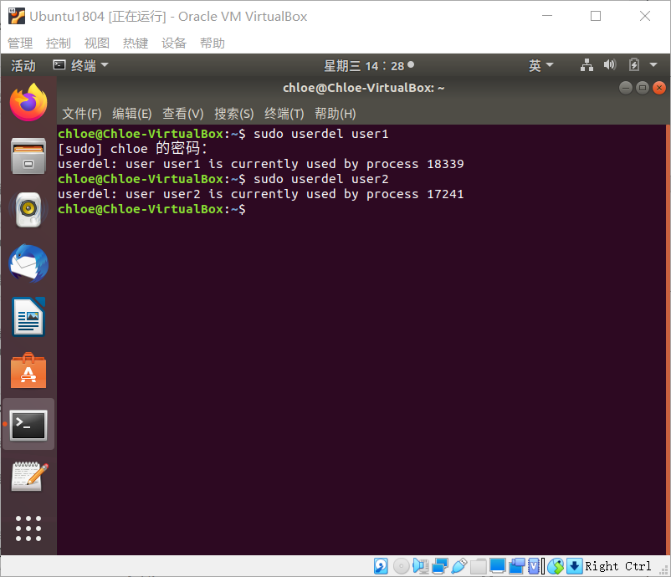 Ubuntu1804 [正在运行] - Oracle VM VirtualBox
管理 控制 视图 热键 设备 帮助
活动 终端 星期三 14：28 英
chloe@Chloe-VirtualBox: ~
文件(F) 编辑(E) 查看(V) 搜索(S) 终端(T) 帮助(H)
chloe@Chloe-VirtualBox:~$ sudo userdel user1
[sudo] chloe 的密码：
userdel: user user1 is currently used by process 18339
chloe@Chloe-VirtualBox:~$ sudo userdel user2
userdel: user user2 is currently used by process 17241
chloe@Chloe-VirtualBox:~$
Right Ctrl